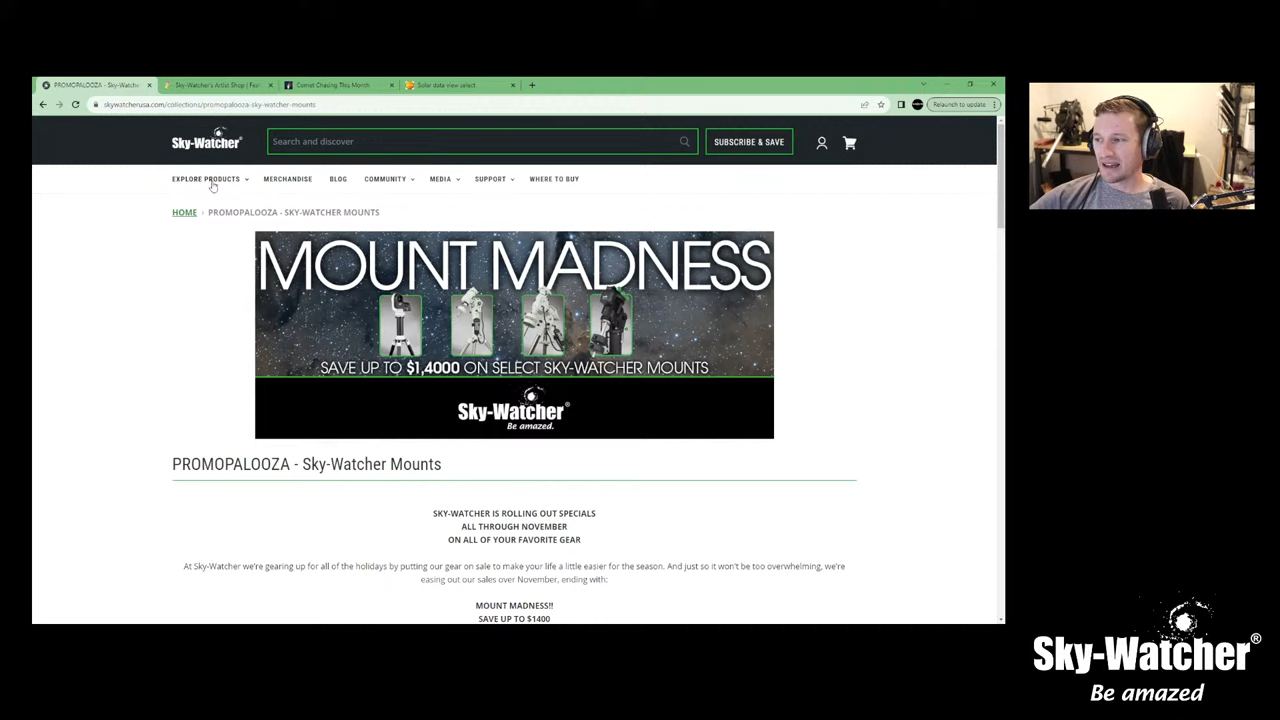 PROMOPALOOZA - Sky-Watche
Sky-Watcher's Artist Shop | Fea
Comet Chasing This Month
Solar data view select
skywatcherusa.com/collections/promopalooza-sky-watcher-mounts
Relaunch to update
Sky-Watcher
Search and discover
SUBSCRIBE & SAVE
EXPLORE PRODUCTS
MERCHANDISE
BLOG
COMMUNITY
MEDIA
SUPPORT
WHERE TO BUY
HOME › PROMOPALOOZA - SKY-WATCHER MOUNTS
MOUNT MADNESS
SAVE UP TO $1,4000 ON SELECT SKY-WATCHER MOUNTS
Sky-Watcher®
Be amazed.
PROMOPALOOZA - Sky-Watcher Mounts
SKY-WATCHER IS ROLLING OUT SPECIALS
ALL THROUGH NOVEMBER
ON ALL OF YOUR FAVORITE GEAR
At Sky-Watcher we're gearing up for all of the holidays by putting our gear on sale to make your life a little easier for the season. And just so it won't be too overwhelming, we're
easing out our sales over November, ending with:
MOUNT MADNESS!!
SAVE UP TO $1400
Sky-Watcher®
Be amazed